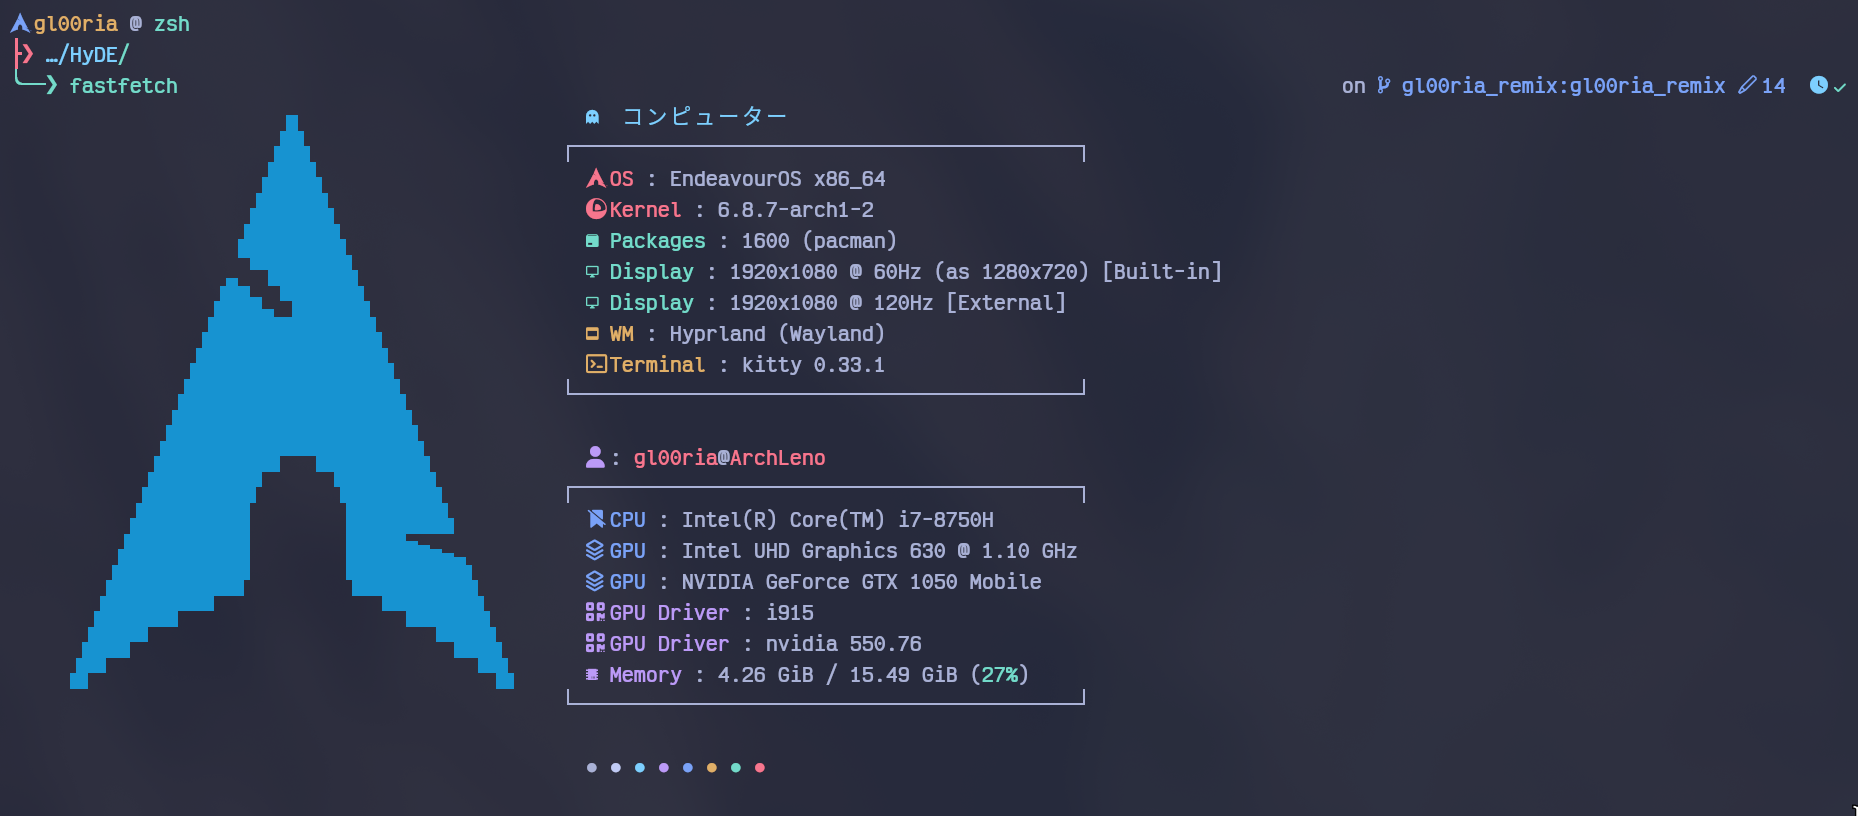 gl00ria @ zsh
…/HyDE/
fastfetch on gl00ria_remix:gl00ria_remix 14
コンピューター
OS : EndeavourOS x86_64
Kernel : 6.8.7-arch1-2
Packages : 1600 (pacman)
Display : 1920x1080 @ 60Hz (as 1280x720) [Built-in]
Display : 1920x1080 @ 120Hz [External]
WM : Hyprland (Wayland)
Terminal : kitty 0.33.1
: gl00ria@ArchLeno
CPU : Intel(R) Core(TM) i7-8750H
GPU : Intel UHD Graphics 630 @ 1.10 GHz
GPU : NVIDIA GeForce GTX 1050 Mobile
GPU Driver : i915
GPU Driver : nvidia 550.76
Memory : 4.26 GiB / 15.49 GiB (27%)